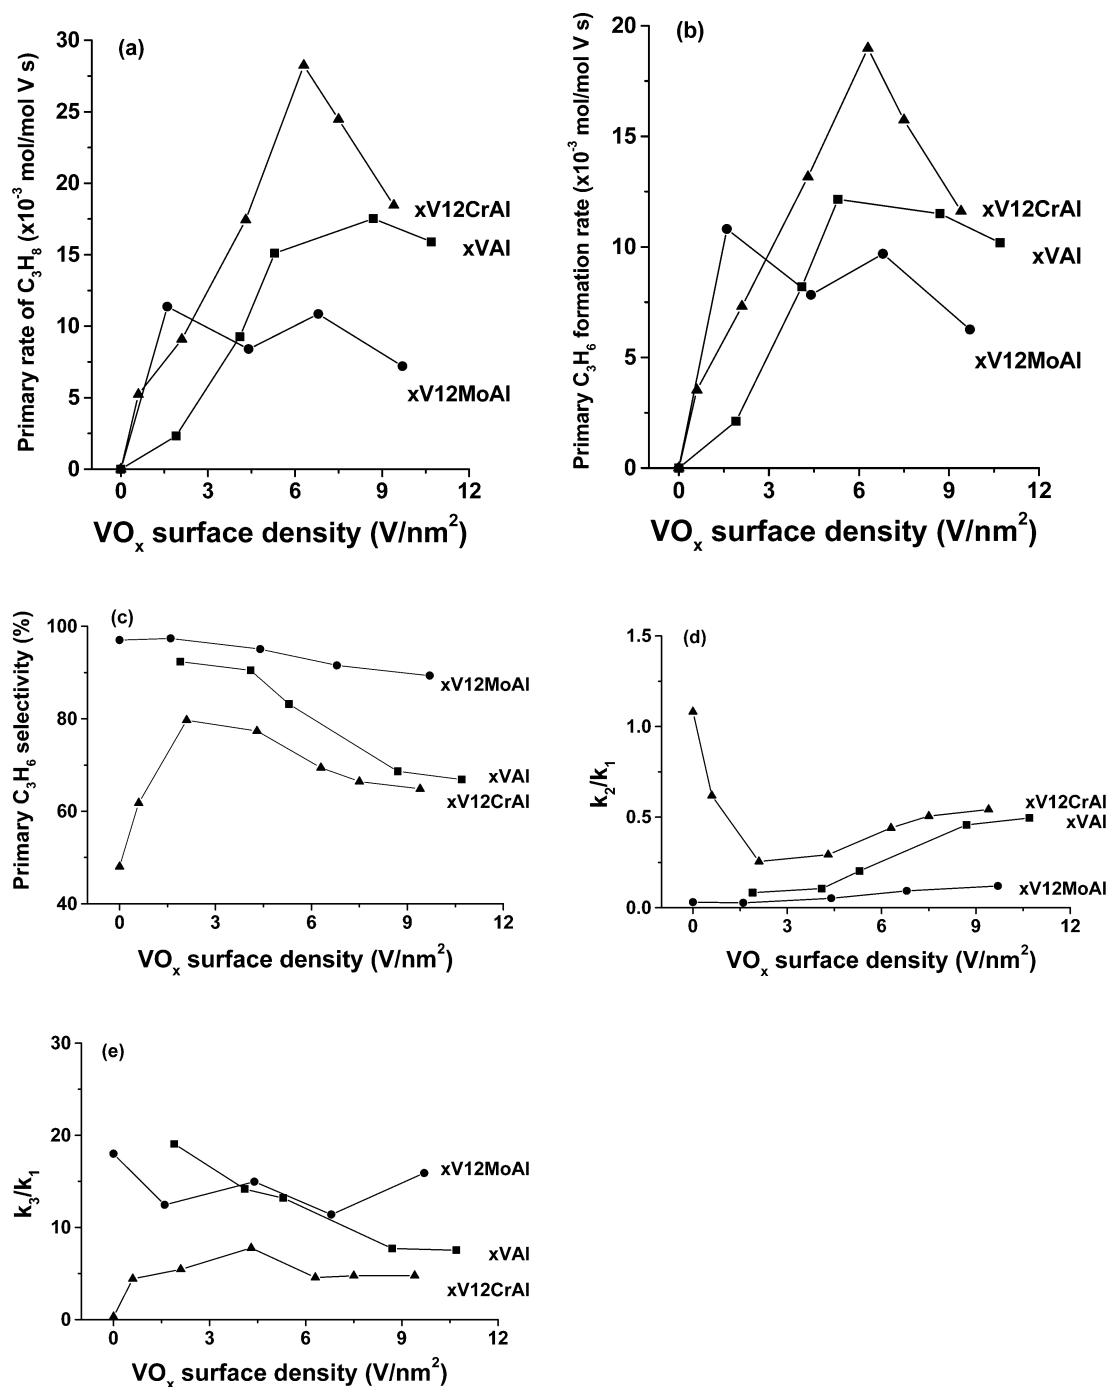 (a)
Primary rate of C₃H₈ (x10⁻³ mol/mol V s)
30
25
20
15
10
5
0
xV12CrAl
xVAl
xV12MoAl
0 3 6 9 12
VOₓ surface density (V/nm²)
(b)
Primary C₃H₆ formation rate (x10⁻³ mol/mol V s)
20
15
10
5
0
xV12CrAl
xVAl
xV12MoAl
0 3 6 9 12
VOₓ surface density (V/nm²)
(c)
Primary C₃H₆ selectivity (%)
100
80
60
40
xV12MoAl
xVAl
xV12CrAl
0 3 6 9 12
VOₓ surface density (V/nm²)
(d)
k₂/k₁
1.5
1.0
0.5
0.0
xV12CrAl
xVAl
xV12MoAl
0 3 6 9 12
VOₓ surface density (V/nm²)
(e)
k₃/k₁
30
20
10
0
xV12MoAl
xVAl
xV12CrAl
0 3 6 9 12
VOₓ surface density (V/nm²)